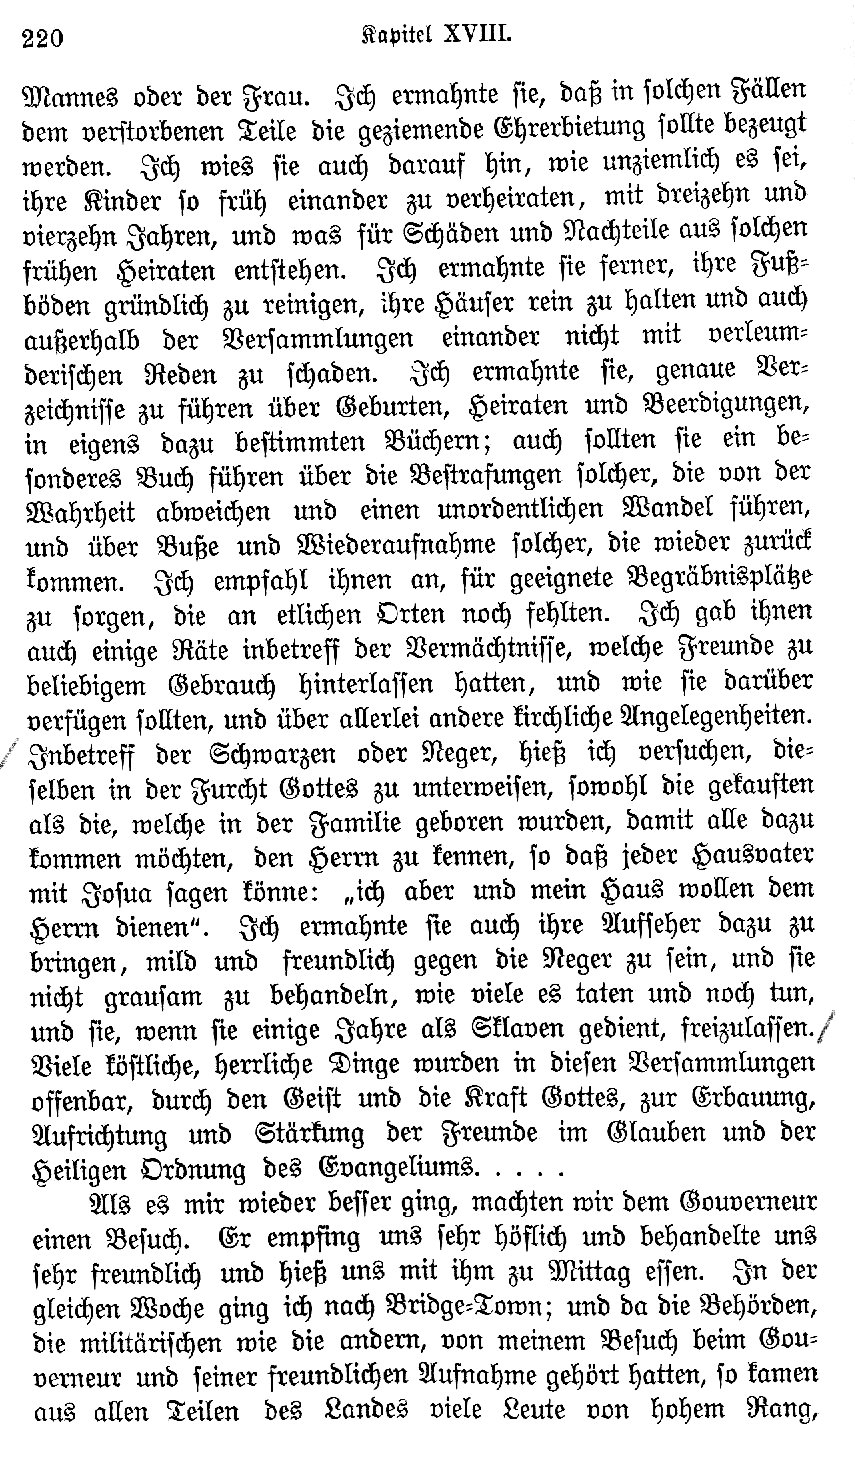 220 Kapitel XVIII.
Mannes oder der Frau. Ich ermahnte sie, daß in solchen Fällen
dem verstorbenen Teile die geziemende Ehrerbietung sollte bezeugt
werden. Ich wies sie auch darauf hin, wie unziemlich es sei,
ihre Kinder so früh einander zu verheiraten, mit dreizehn und
vierzehn Jahren, und was für Schäden und Nachteile aus solchen
frühen Heiraten entstehen. Ich ermahnte sie ferner, ihre Fuß-
böden gründlich zu reinigen, ihre Häuser rein zu halten und auch
außerhalb der Versammlungen einander nicht mit verleum-
derischen Reden zu schaden. Ich ermahnte sie, genaue Ver-
zeichnisse zu führen über Geburten, Heiraten und Beerdigungen,
in eigens dazu bestimmten Büchern; auch sollten sie ein be-
sonderes Buch führen über die Bestrafungen solcher, die von der
Wahrheit abweichen und einen unordentlichen Wandel führen,
und über Buße und Wiederaufnahme solcher, die wieder zurück
kommen. Ich empfahl ihnen an, für geeignete Begräbnisplätze
zu sorgen, die an etlichen Orten noch fehlten. Ich gab ihnen
auch einige Räte inbetreff der Vermächtnisse, welche Freunde zu
beliebigem Gebrauch hinterlassen hatten, und wie sie darüber
verfügen sollten, und über allerlei andere kirchliche Angelegenheiten.
Inbetreff der Schwarzen oder Neger, hieß ich versuchen, die-
selben in der Furcht Gottes zu unterweisen, sowohl die gekauften
als die, welche in der Familie geboren wurden, damit alle dazu
kommen möchten, den Herrn zu kennen, so daß jeder Hausvater
mit Josua sagen könne: „ich aber und mein Haus wollen dem
Herrn dienen“. Ich ermahnte sie auch ihre Aufseher dazu zu
bringen, mild und freundlich gegen die Neger zu sein, und sie
nicht grausam zu behandeln, wie viele es taten und noch tun,
und sie, wenn sie einige Jahre als Sklaven gedient, freizulassen.
Viele köstliche, herrliche Dinge wurden in diesen Versammlungen
offenbar, durch den Geist und die Kraft Gottes, zur Erbauung,
Aufrichtung und Stärkung der Freunde im Glauben und der
Heiligen Ordnung des Evangeliums. . . . .
Als es mir wieder besser ging, machten wir dem Gouverneur
einen Besuch. Er empfing uns sehr höflich und behandelte uns
sehr freundlich und hieß uns mit ihm zu Mittag essen. In der
gleichen Woche ging ich nach Bridge-Town; und da die Behörden,
die militärischen wie die andern, von meinem Besuch beim Gou-
verneur und seiner freundlichen Aufnahme gehört hatten, so kamen
aus allen Teilen des Landes viele Leute von hohem Rang,